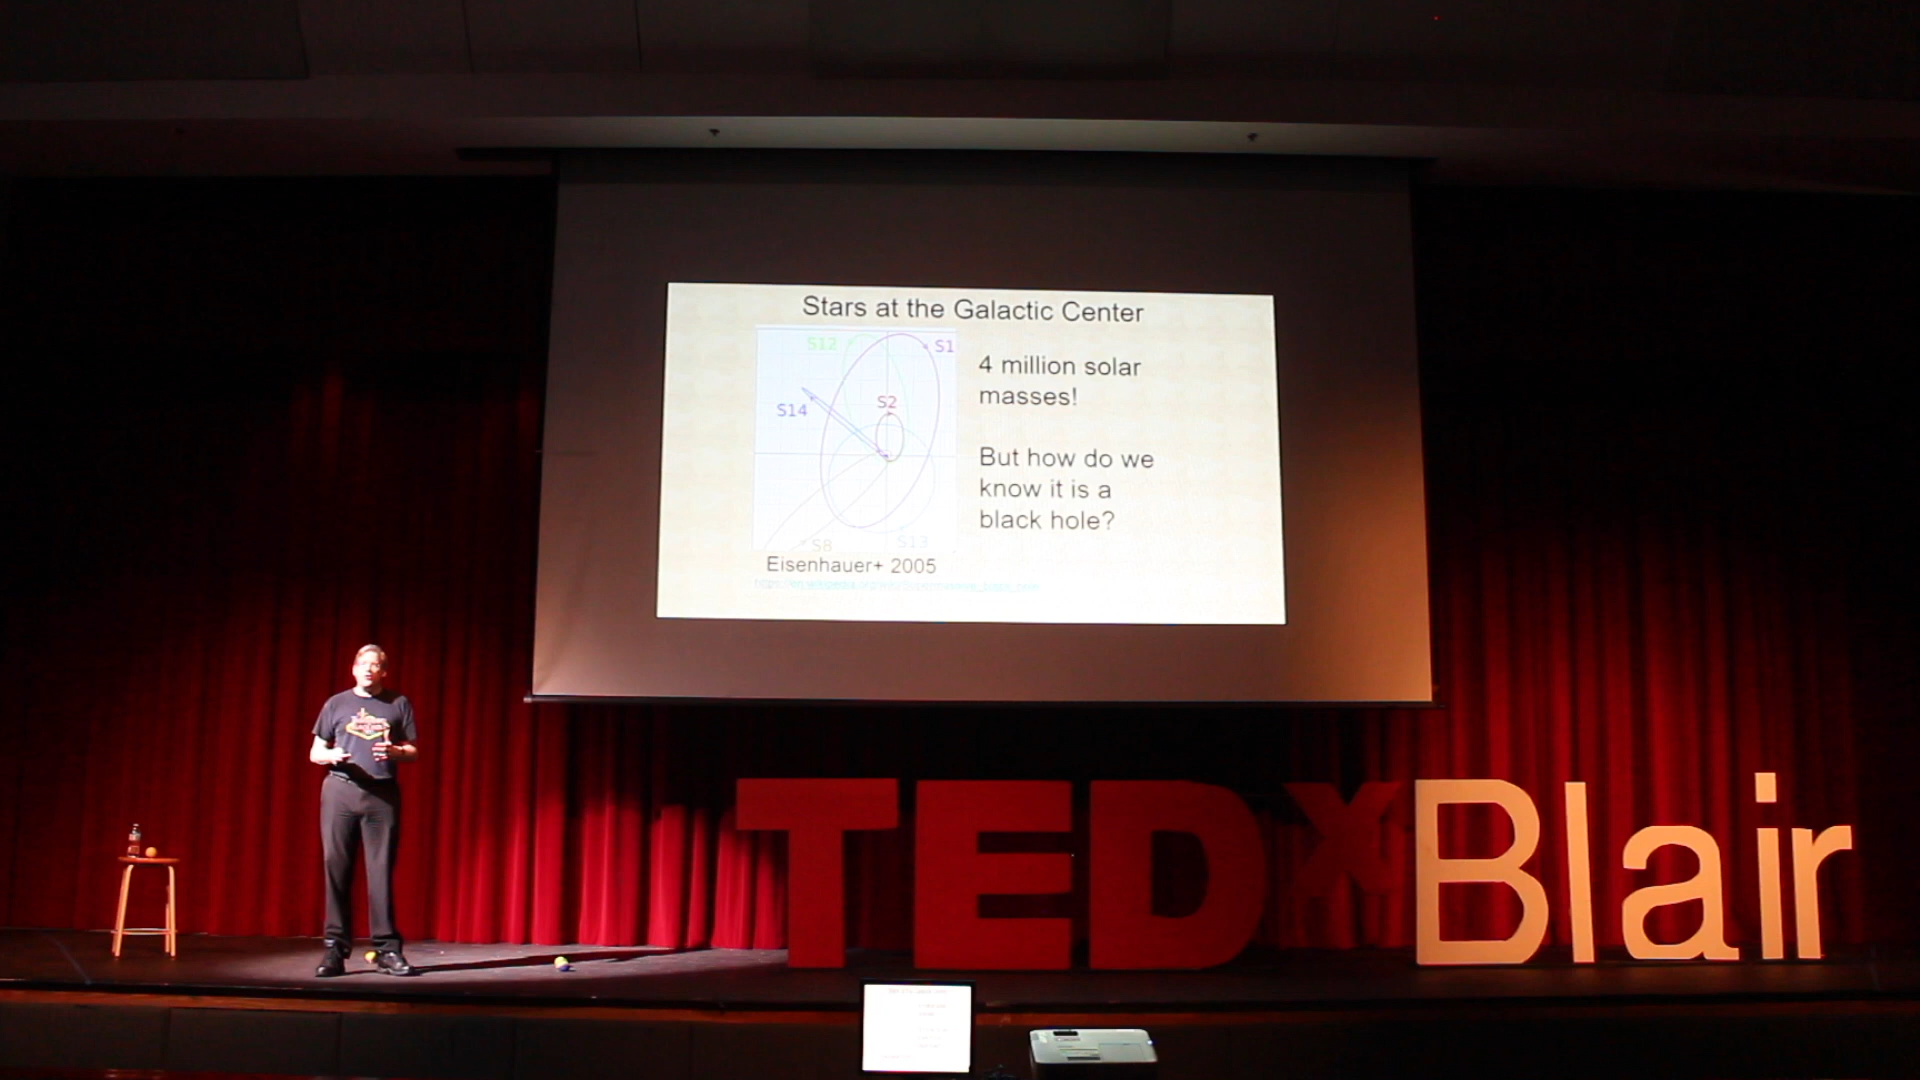 Stars at the Galactic Center
S12
S1
S14
S2
S8
S13
4 million solar
masses!
But how do we
know it is a
black hole?
Eisenhauer+ 2005
TEDxBlair